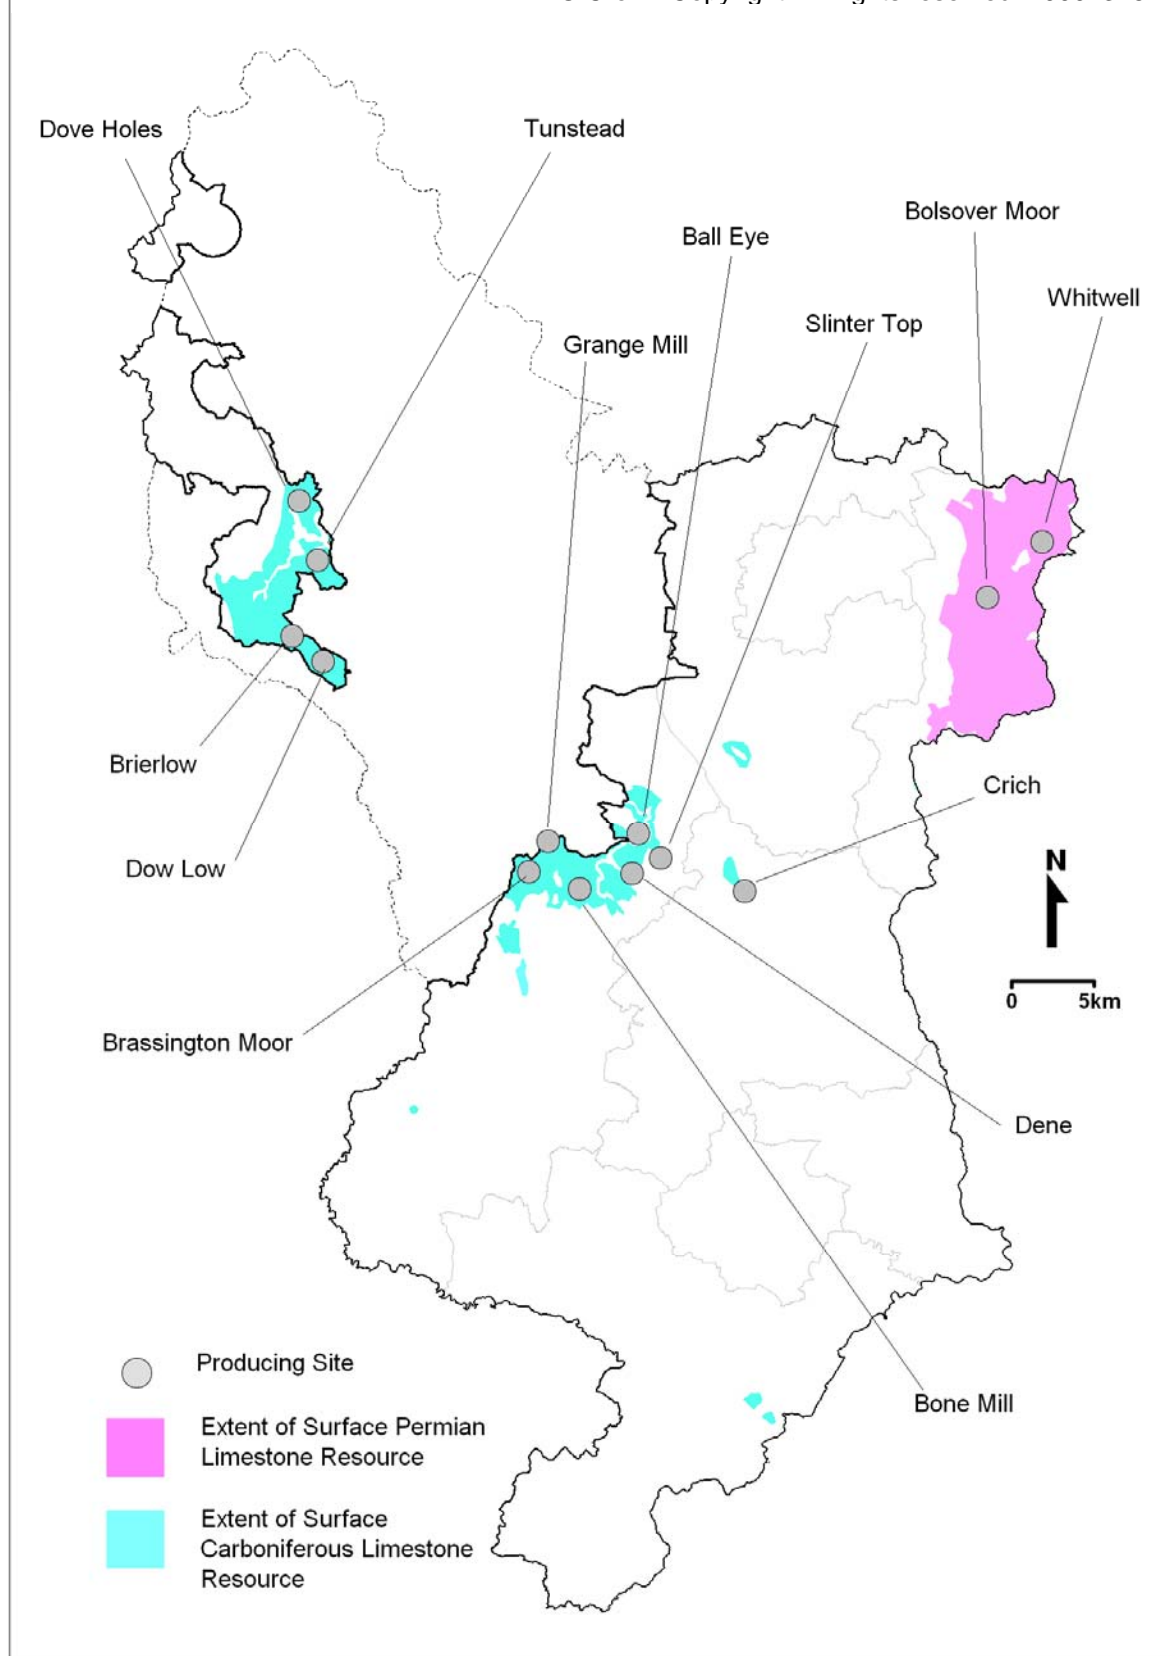 Dove Holes
Tunstead
Bolsover Moor
Ball Eye
Whitwell
Slinter Top
Grange Mill
Brierlow
Crich
Dow Low
N
0 5km
Brassington Moor
Dene
Producing Site
Bone Mill
Extent of Surface Permian
Limestone Resource
Extent of Surface
Carboniferous Limestone
Resource